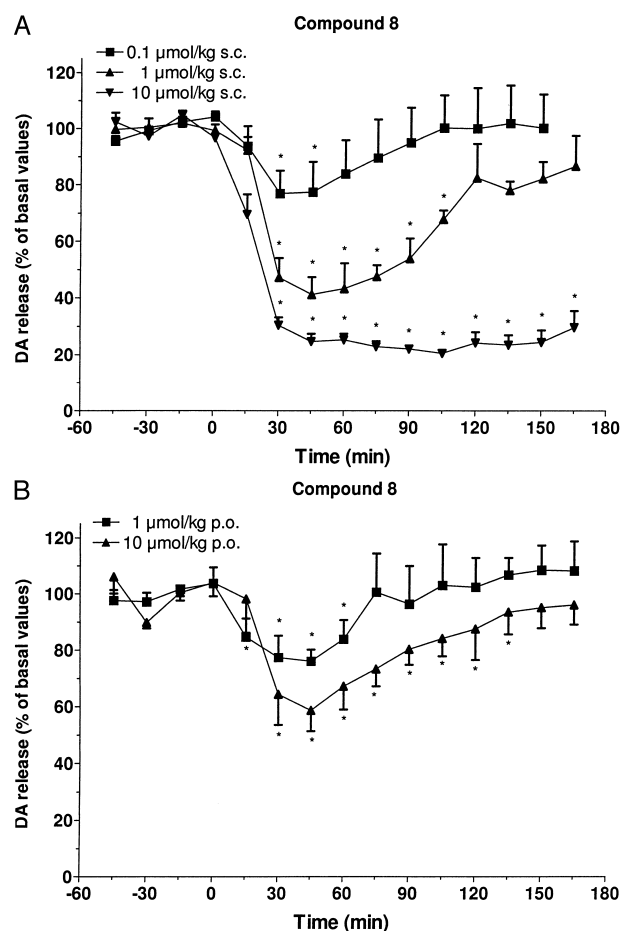 A
Compound 8
0.1 µmol/kg s.c.
1 µmol/kg s.c.
10 µmol/kg s.c.
DA release (% of basal values)
120
100
80
60
40
20
0
-60 -30 0 30 60 90 120 150 180
Time (min)
* * * * * * * * * * * * * * * * * *
B
Compound 8
1 µmol/kg p.o.
10 µmol/kg p.o.
DA release (% of basal values)
120
100
80
60
40
20
0
-60 -30 0 30 60 90 120 150 180
Time (min)
* * * * * * * * * * * *